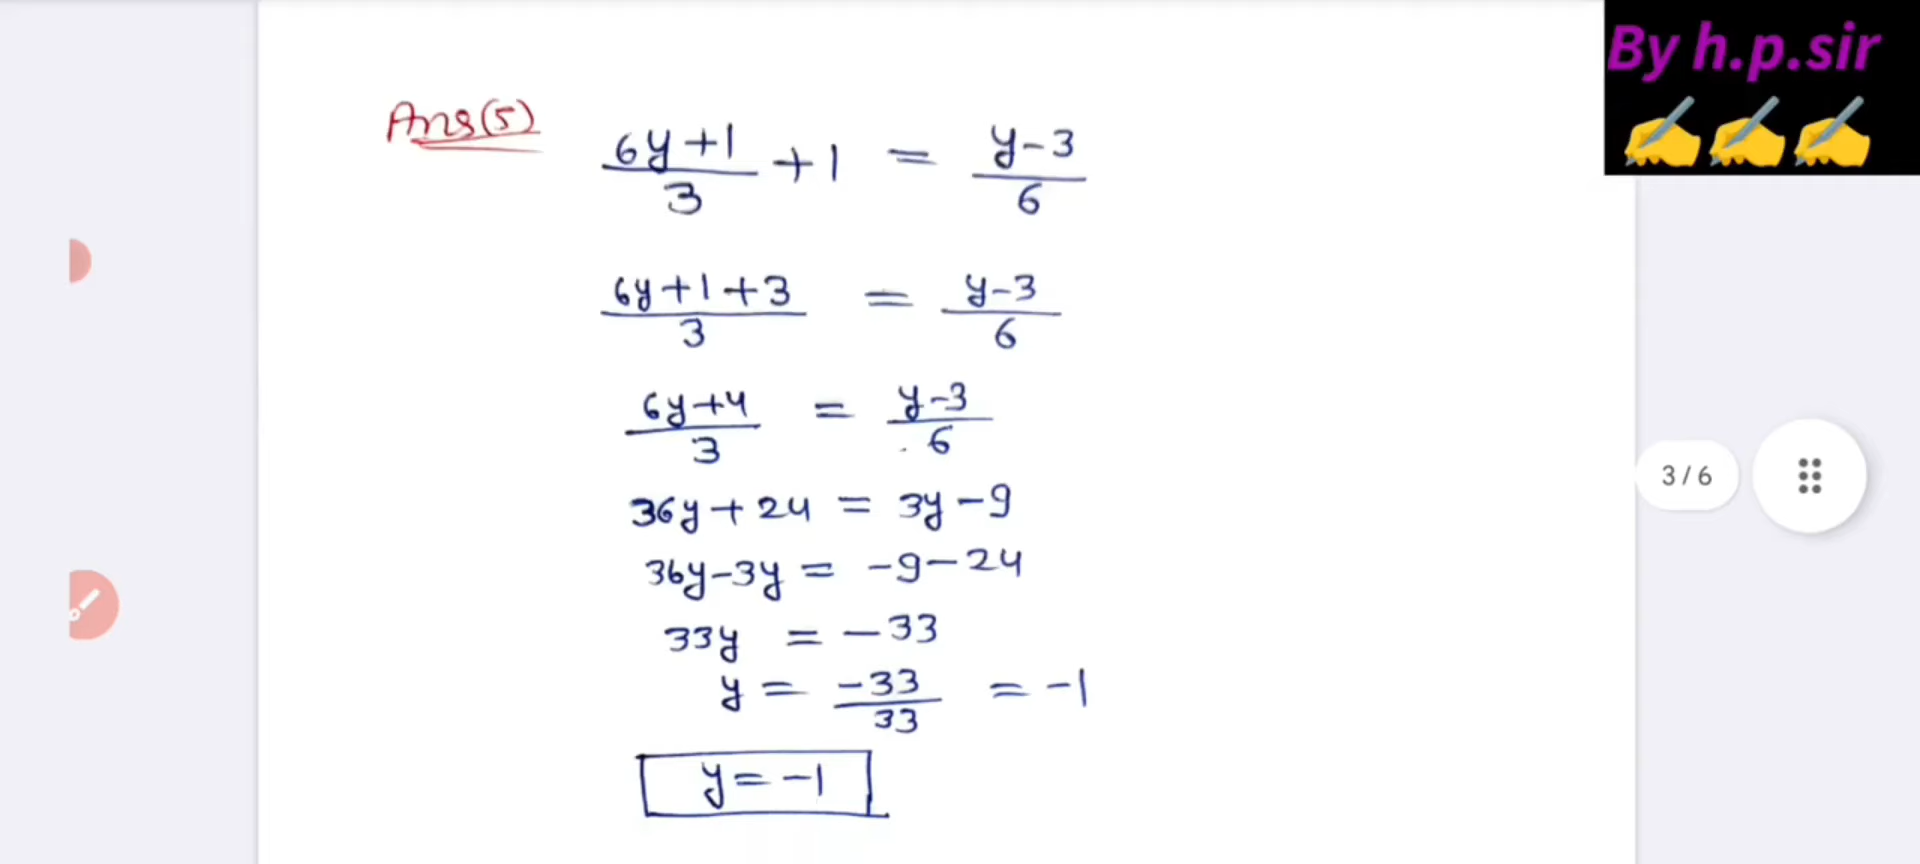 By h.p.sir
Ans(5) (6y+1)/3 + 1 = (y-3)/6
(6y+1+3)/3 = (y-3)/6
(6y+4)/3 = (y-3)/6
36y+24 = 3y-9
36y-3y = -9-24
33y = -33
y = -33/33 = -1
y = -1
3/6